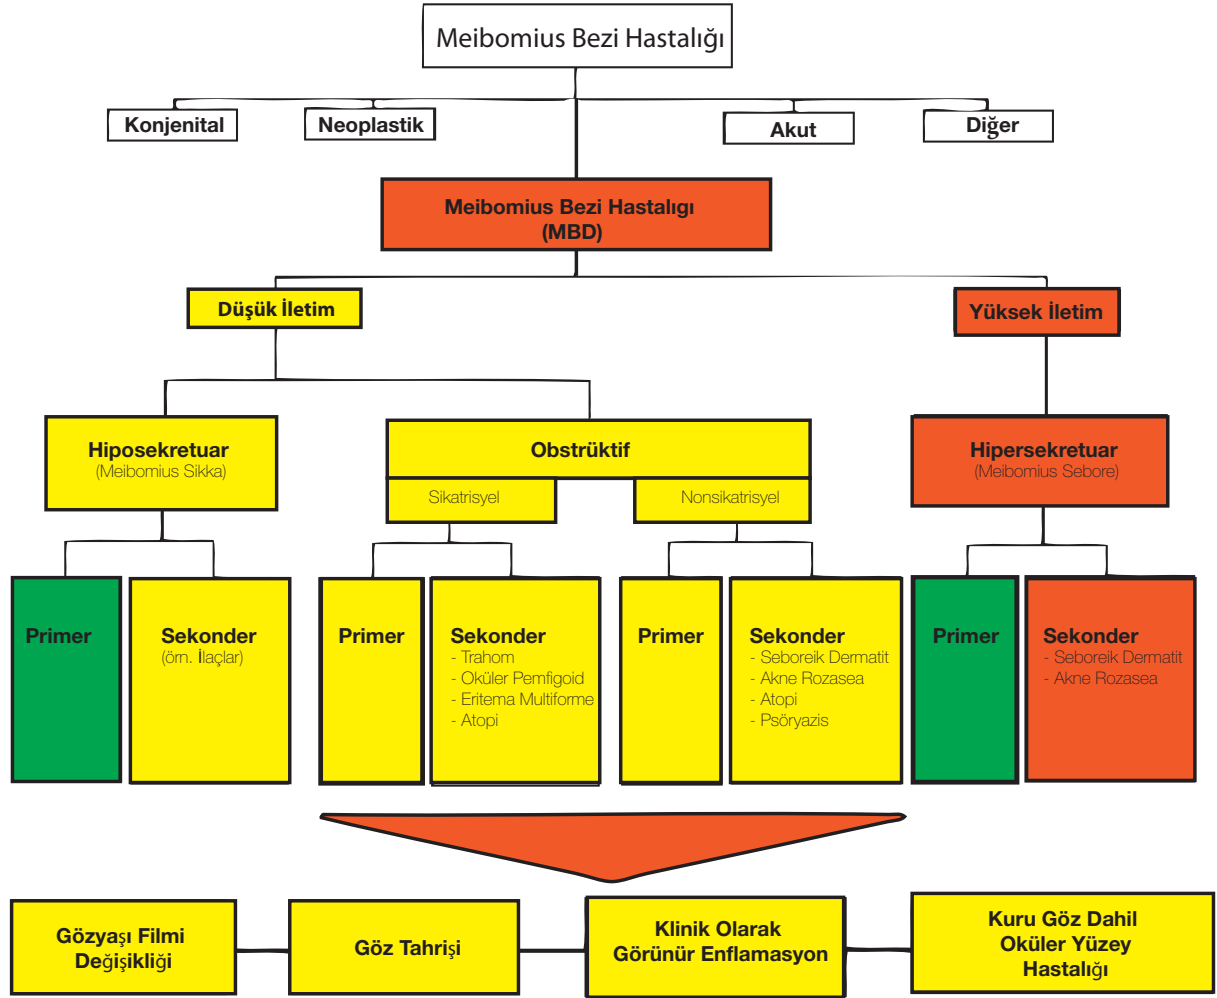 Meibomius Bezi Hastalığı
Konjenital
Neoplastik
Akut
Diğer
Meibomius Bezi Hastalıgı
(MBD)
Düşük İletim
Yüksek İletim
Hiposekretuar
(Meibomius Sikka)
Obstrüktif
Sikatrisyel
Nonsikatrisyel
Hipersekretuar
(Meibomius Sebore)
Primer
Sekonder
(örn. İlaçlar)
Primer
Sekonder
- Trahom
- Oküler Pemfigoid
- Eritema Multiforme
- Atopi
Primer
Sekonder
- Seboreik Dermatit
- Akne Rozasea
- Atopi
- Psöryazis
Primer
Sekonder
- Seboreik Dermatit
- Akne Rozasea
Gözyaşı Filmi
Değişikliği
Göz Tahrişi
Klinik Olarak
Görünür Enflamasyon
Kuru Göz Dahil
Oküler Yüzey
Hastalığı